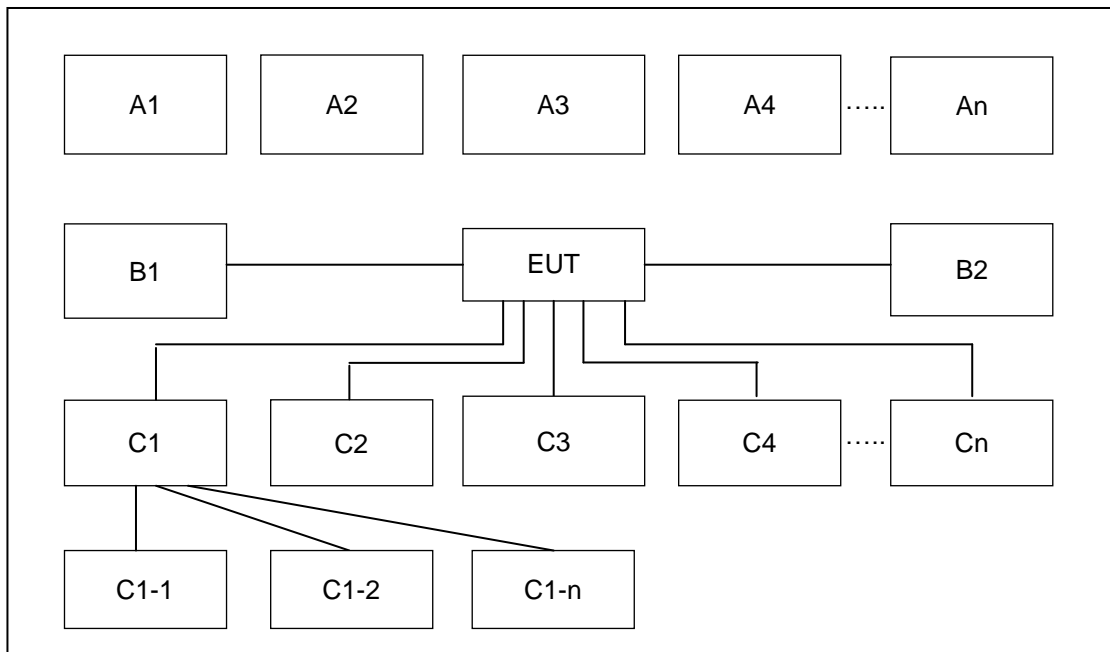 A1 A2 A3 A4 ..... An
B1 EUT B2
C1 C2 C3 C4 ..... Cn
C1-1 C1-2 C1-n